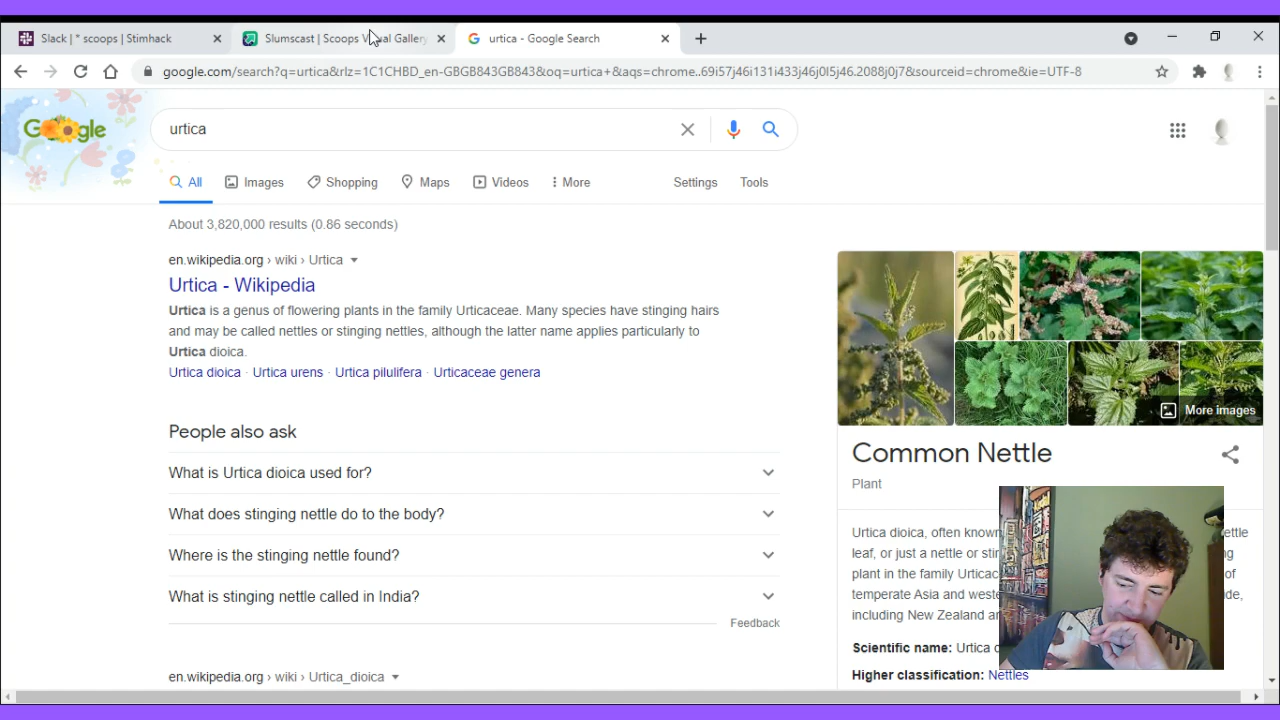 Slack | * scoops | Stimhack
Slumscast | Scoops Visual Gallery
urtica - Google Search
google.com/search?q=urtica&rlz=1C1CHBD_en-GBGB843GB843&oq=urtica+&aqs=chrome..69i57j46i131i433j46j0l5j46.2088j0j7&sourceid=chrome&ie=UTF-8
Google
urtica
All
Images
Shopping
Maps
Videos
More
Settings
Tools
About 3,820,000 results (0.86 seconds)
en.wikipedia.org › wiki › Urtica
Urtica - Wikipedia
Urtica is a genus of flowering plants in the family Urticaceae. Many species have stinging hairs
and may be called nettles or stinging nettles, although the latter name applies particularly to
Urtica dioica.
Urtica dioica · Urtica urens · Urtica pilulifera · Urticaceae genera
People also ask
What is Urtica dioica used for?
What does stinging nettle do to the body?
Where is the stinging nettle found?
What is stinging nettle called in India?
Feedback
en.wikipedia.org › wiki › Urtica_dioica
More images
Common Nettle
Plant
Urtica dioica, often known ettle
leaf, or just a nettle or ng
plant in the family of
temperate Asia and de,
including New Zealand
Scientific name: Urtica
Higher classification: Nettles